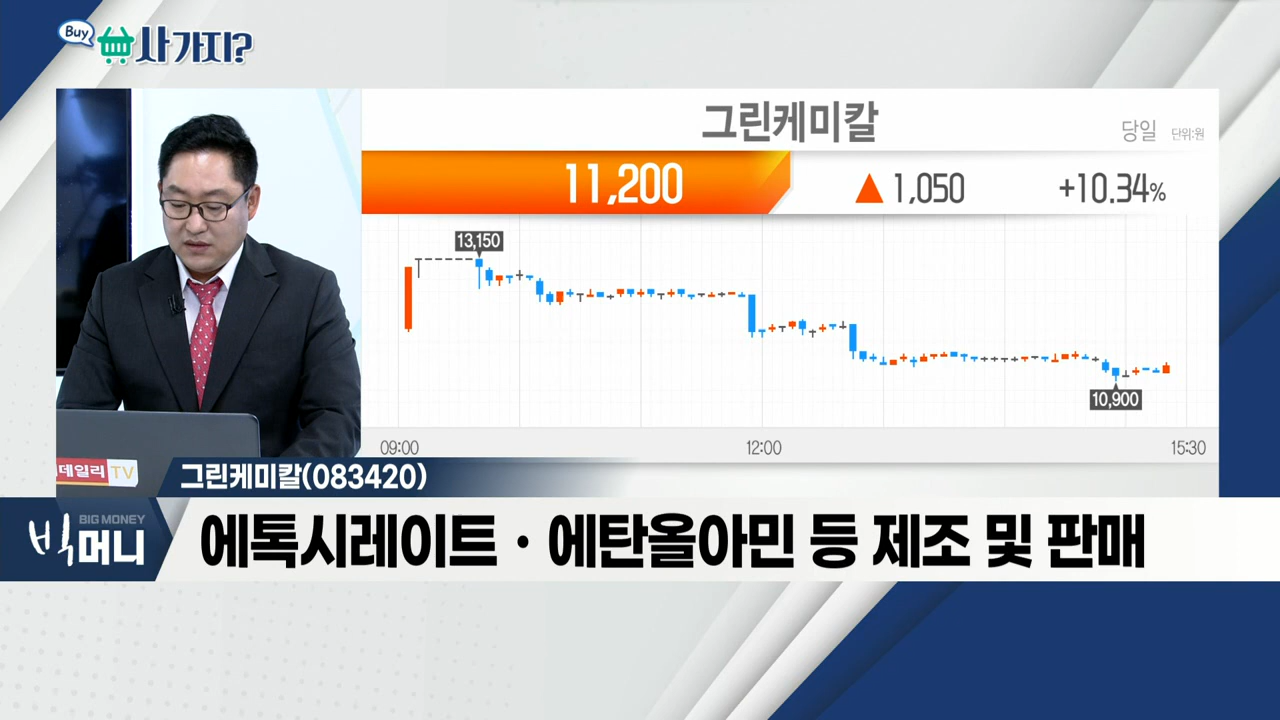 Buy
사가지?
그린케미칼
당일 단위:원
11,200 ▲1,050 +10.34%
13,150
10,900
09:00 12:00 15:30
데일리TV
그린케미칼(083420)
BIG MONEY
빅머니
에톡시레이트 · 에탄올아민 등 제조 및 판매